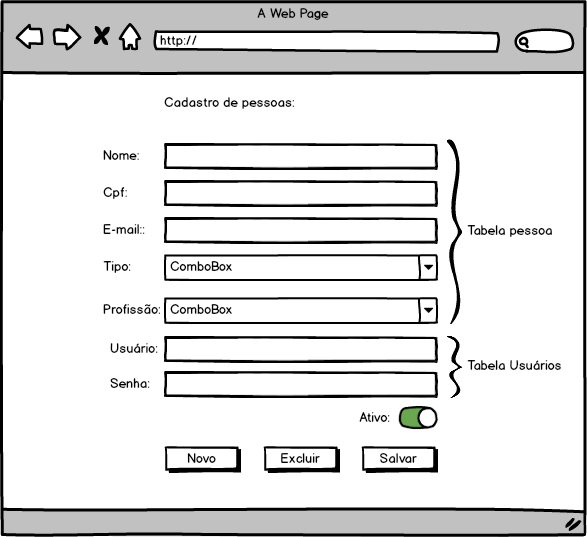 A Web Page
http://
Cadastro de pessoas:
Nome:
Cpf:
E-mail::
Tabela pessoa
Tipo: ComboBox
Profissão: ComboBox
Usuário:
Tabela Usuários
Senha:
Ativo:
Novo Excluir Salvar